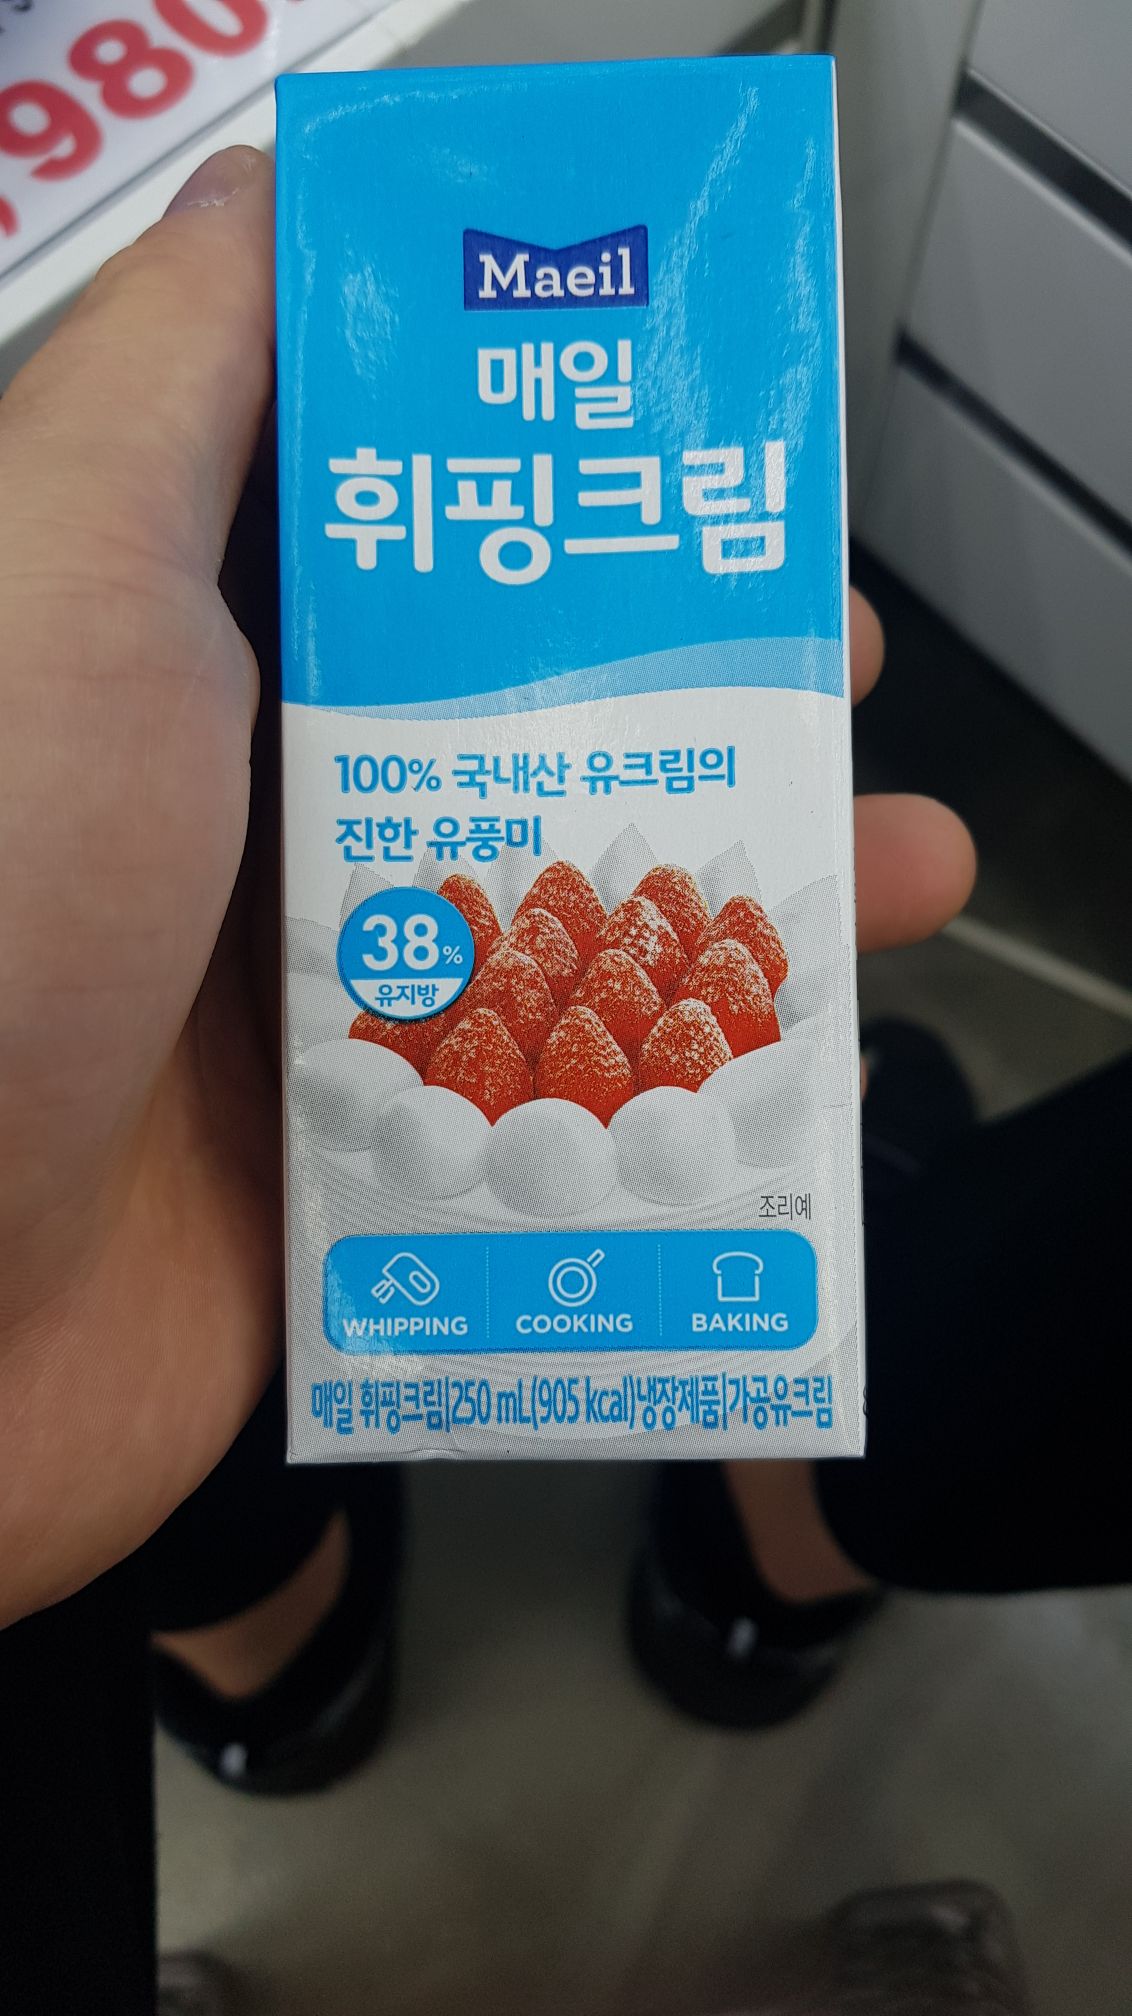 980
Maeil
매일
휘핑크림
100% 국내산 유크림의
진한 유풍미
38%
유지방
조리예
WHIPPING COOKING BAKING
매일 휘핑크림|250 mL(905 kcal)냉장제품|가공유크림